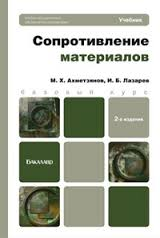 Учебник
Сопротивление
материалов
М. Х. Ахметзянов, И. Б. Лазарев
базовый курс
2-е издание
Бакалавр